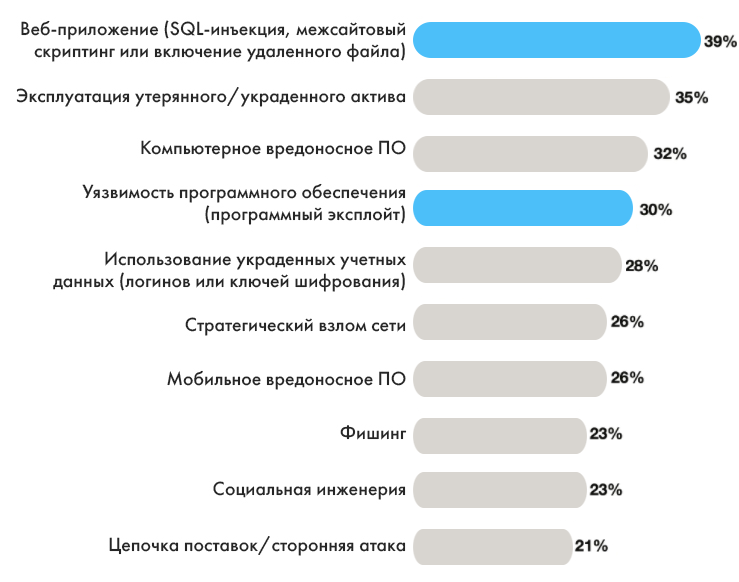 Веб-приложение (SQL-инъекция, межсайтовый
скриптинг или включение удаленного файла)
39%
Эксплуатация утерянного/украденного актива
35%
Компьютерное вредоносное ПО
32%
Уязвимость программного обеспечения
(программный эксплойт)
30%
Использование украденных учетных
данных (логинов или ключей шифрования)
28%
Стратегический взлом сети
26%
Мобильное вредоносное ПО
26%
Фишинг
23%
Социальная инженерия
23%
Цепочка поставок/сторонняя атака
21%